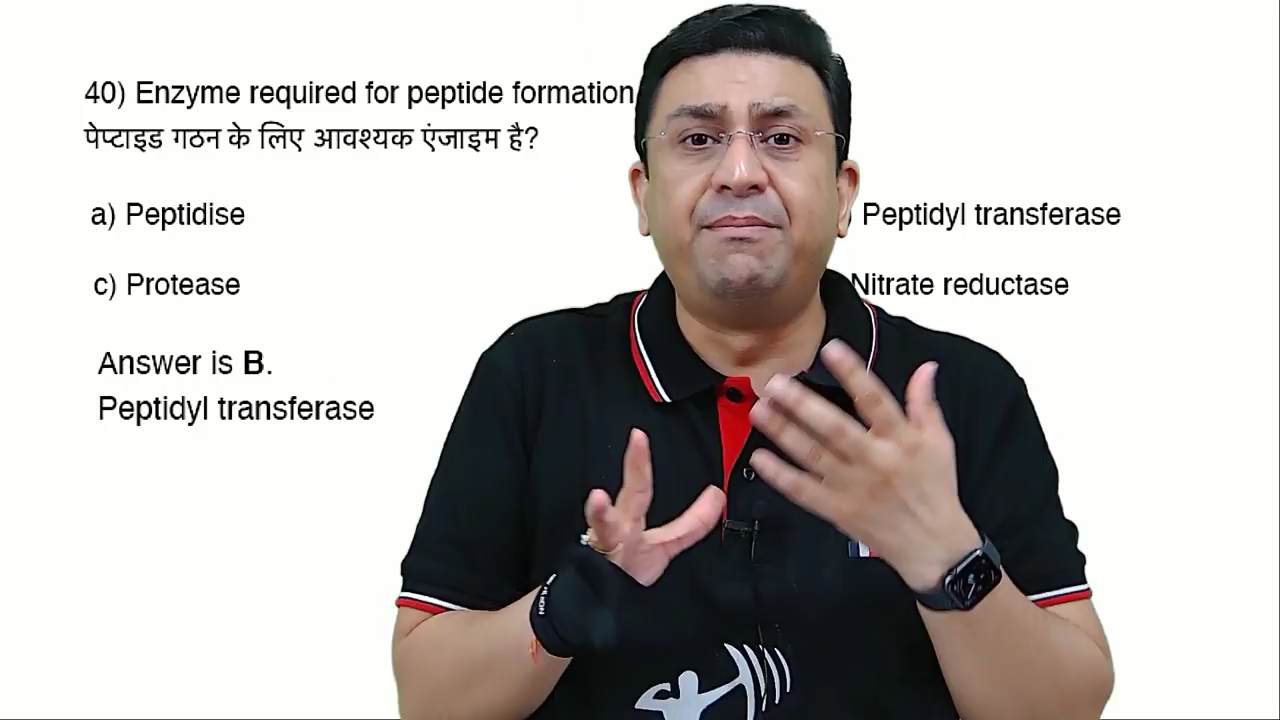 40) Enzyme required for peptide formation
पेप्टाइड गठन के लिए आवश्यक एंजाइम है?
a) Peptidise
) Peptidyl transferase
c) Protease
Nitrate reductase
Answer is B.
Peptidyl transferase